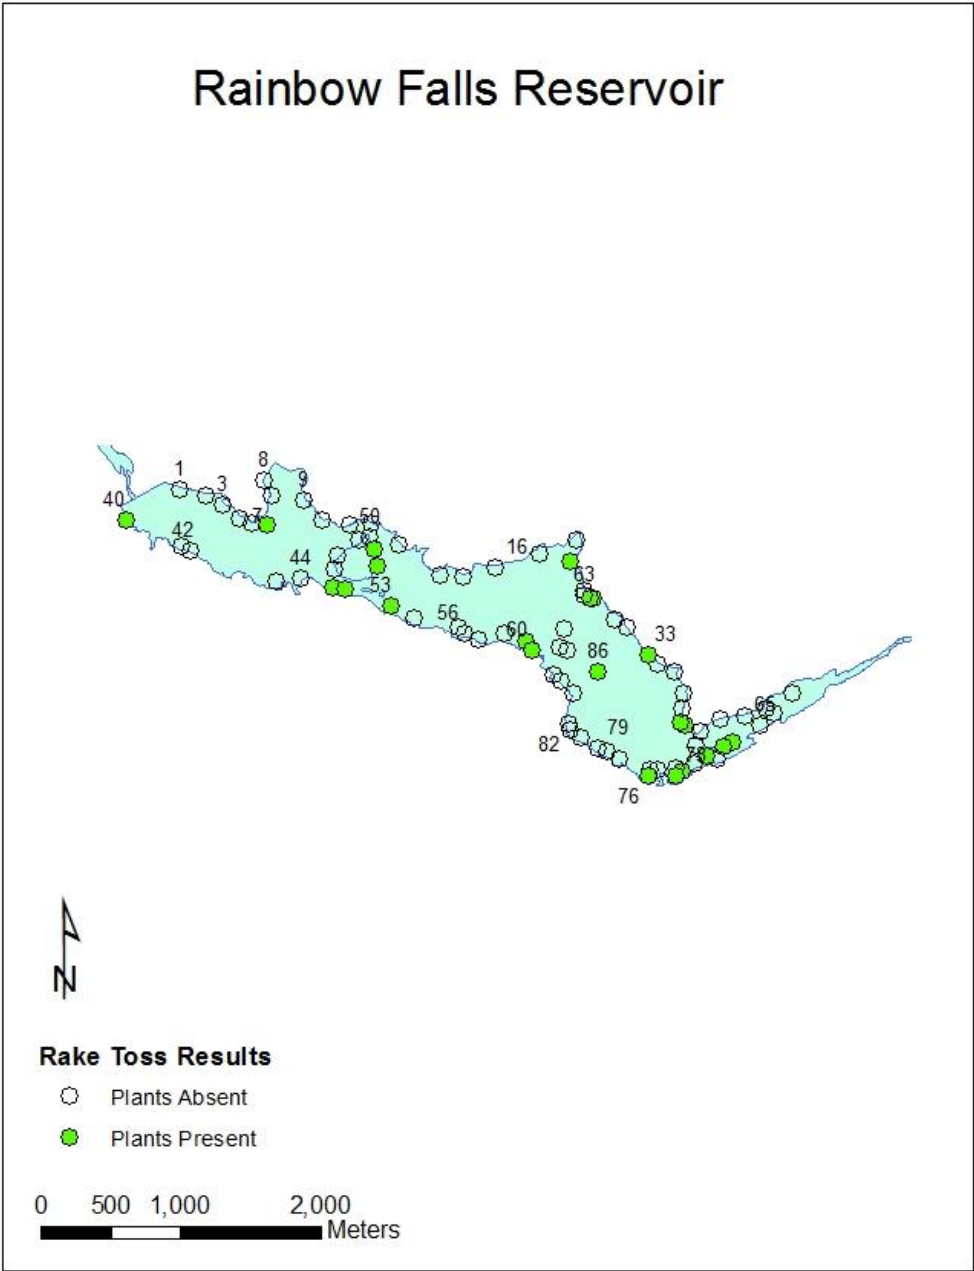 Rainbow Falls Reservoir
8
1
9
3
40
7
50
42
16
44
63
53
56
60
33
86
66
79
82
76
N
Rake Toss Results
Plants Absent
Plants Present
0 500 1,000 2,000
Meters